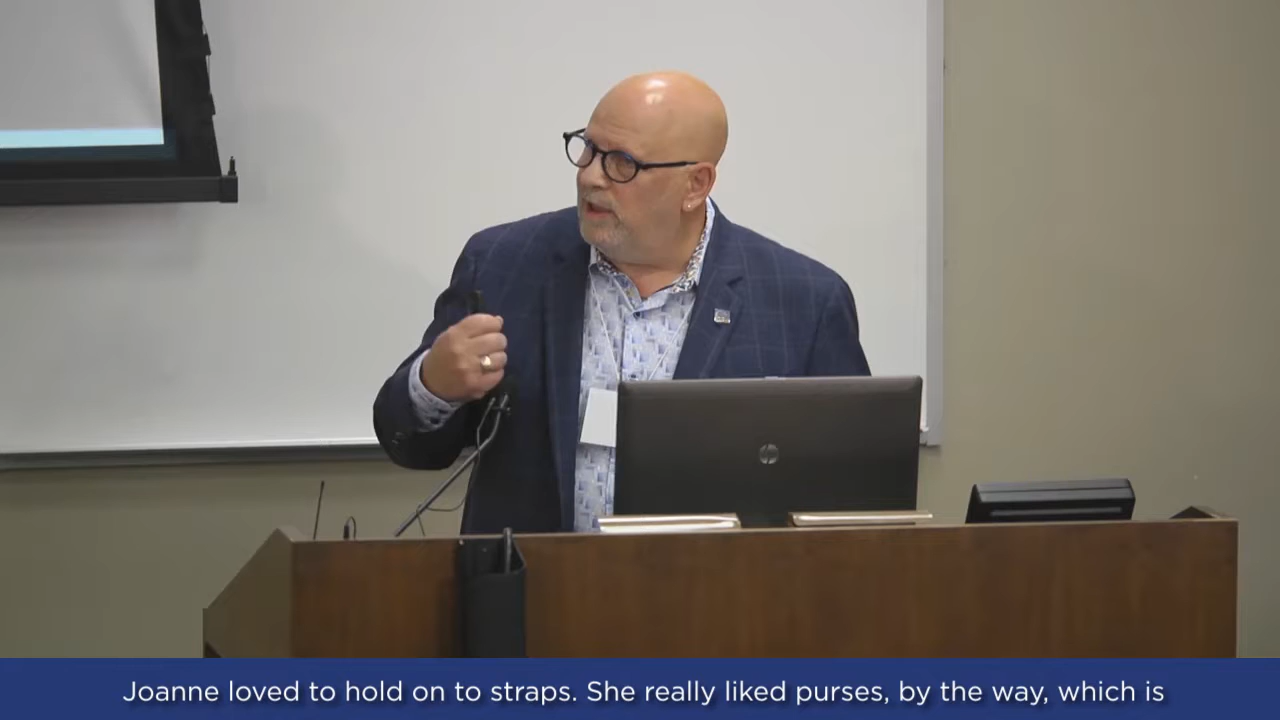 Joanne loved to hold on to straps. She really liked purses, by the way, which is